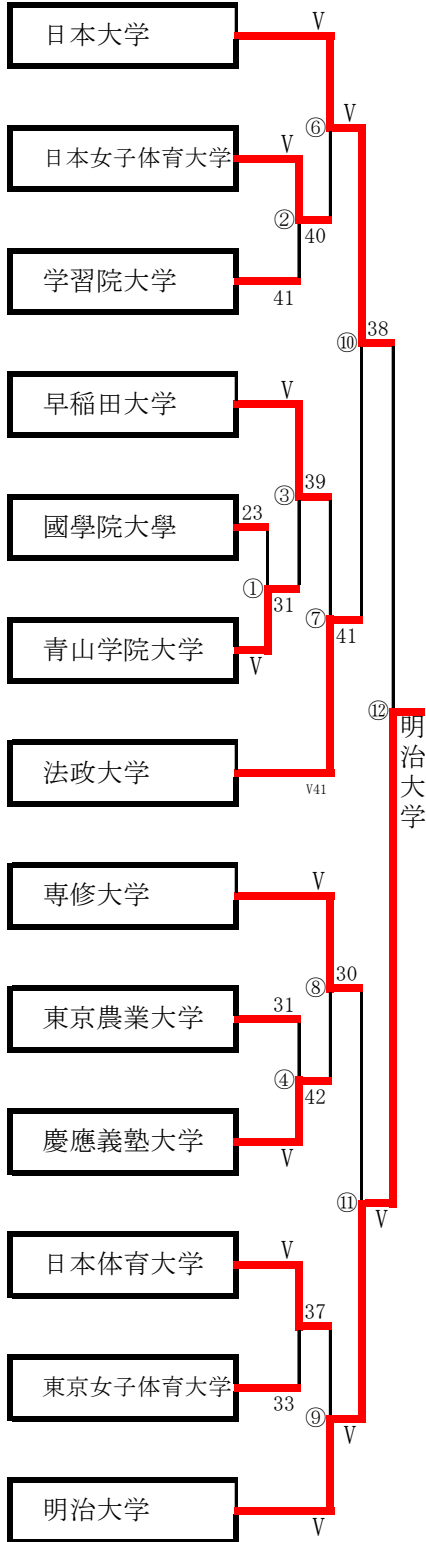 V
日本大学
⑥
V
日本女子体育大学
V
②
40
学習院大学
41
⑩
38
早稲田大学
V
③
39
國學院大學
23
①
31
⑦
41
青山学院大学
V
⑫
明治大学
法政大学
V41
専修大学
V
⑧
30
東京農業大学
31
④
42
慶應義塾大学
V
⑪
V
日本体育大学
V
37
東京女子体育大学
33
⑨
V
明治大学
V